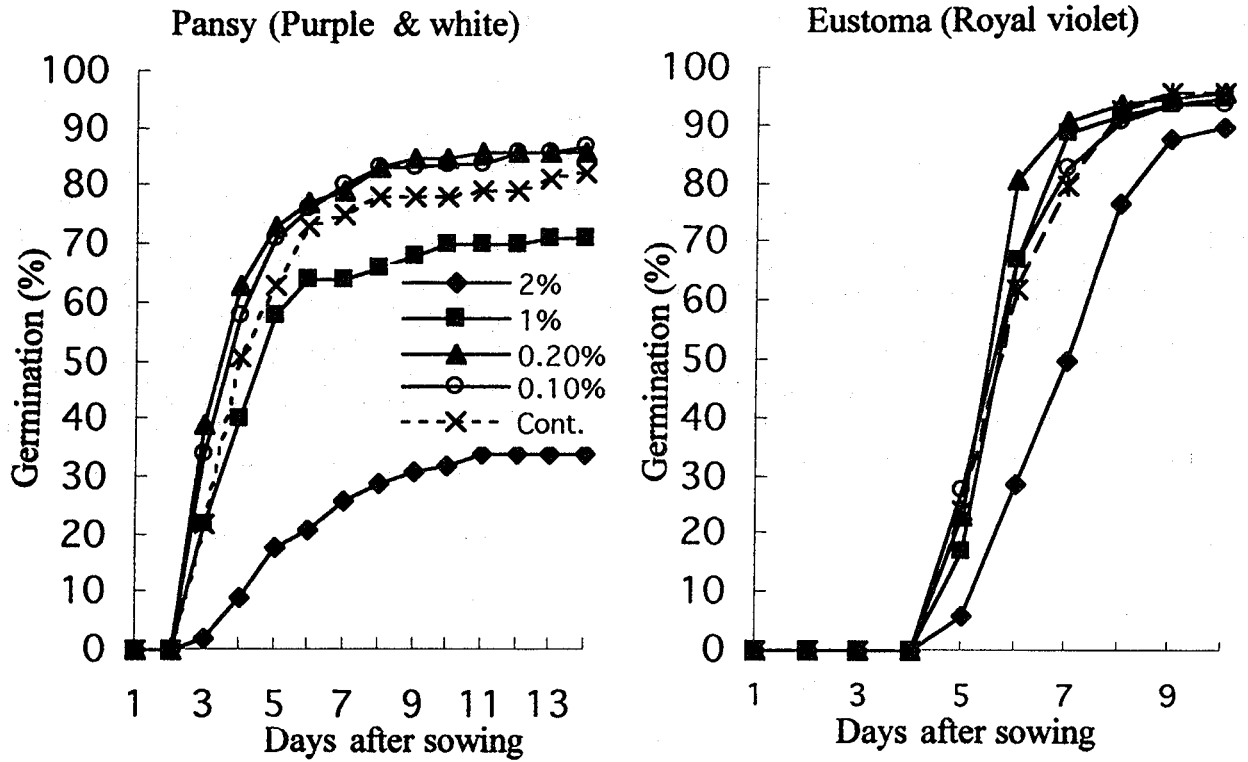 Pansy (Purple & white)
100
90
80
70
60
50
40
30
20
10
0
Germination (%)
1 3 5 7 9 11 13
Days after sowing
2%
1%
0.20%
0.10%
Cont.
Eustoma (Royal violet)
100
90
80
70
60
50
40
30
20
10
0
Germination (%)
1 3 5 7 9
Days after sowing